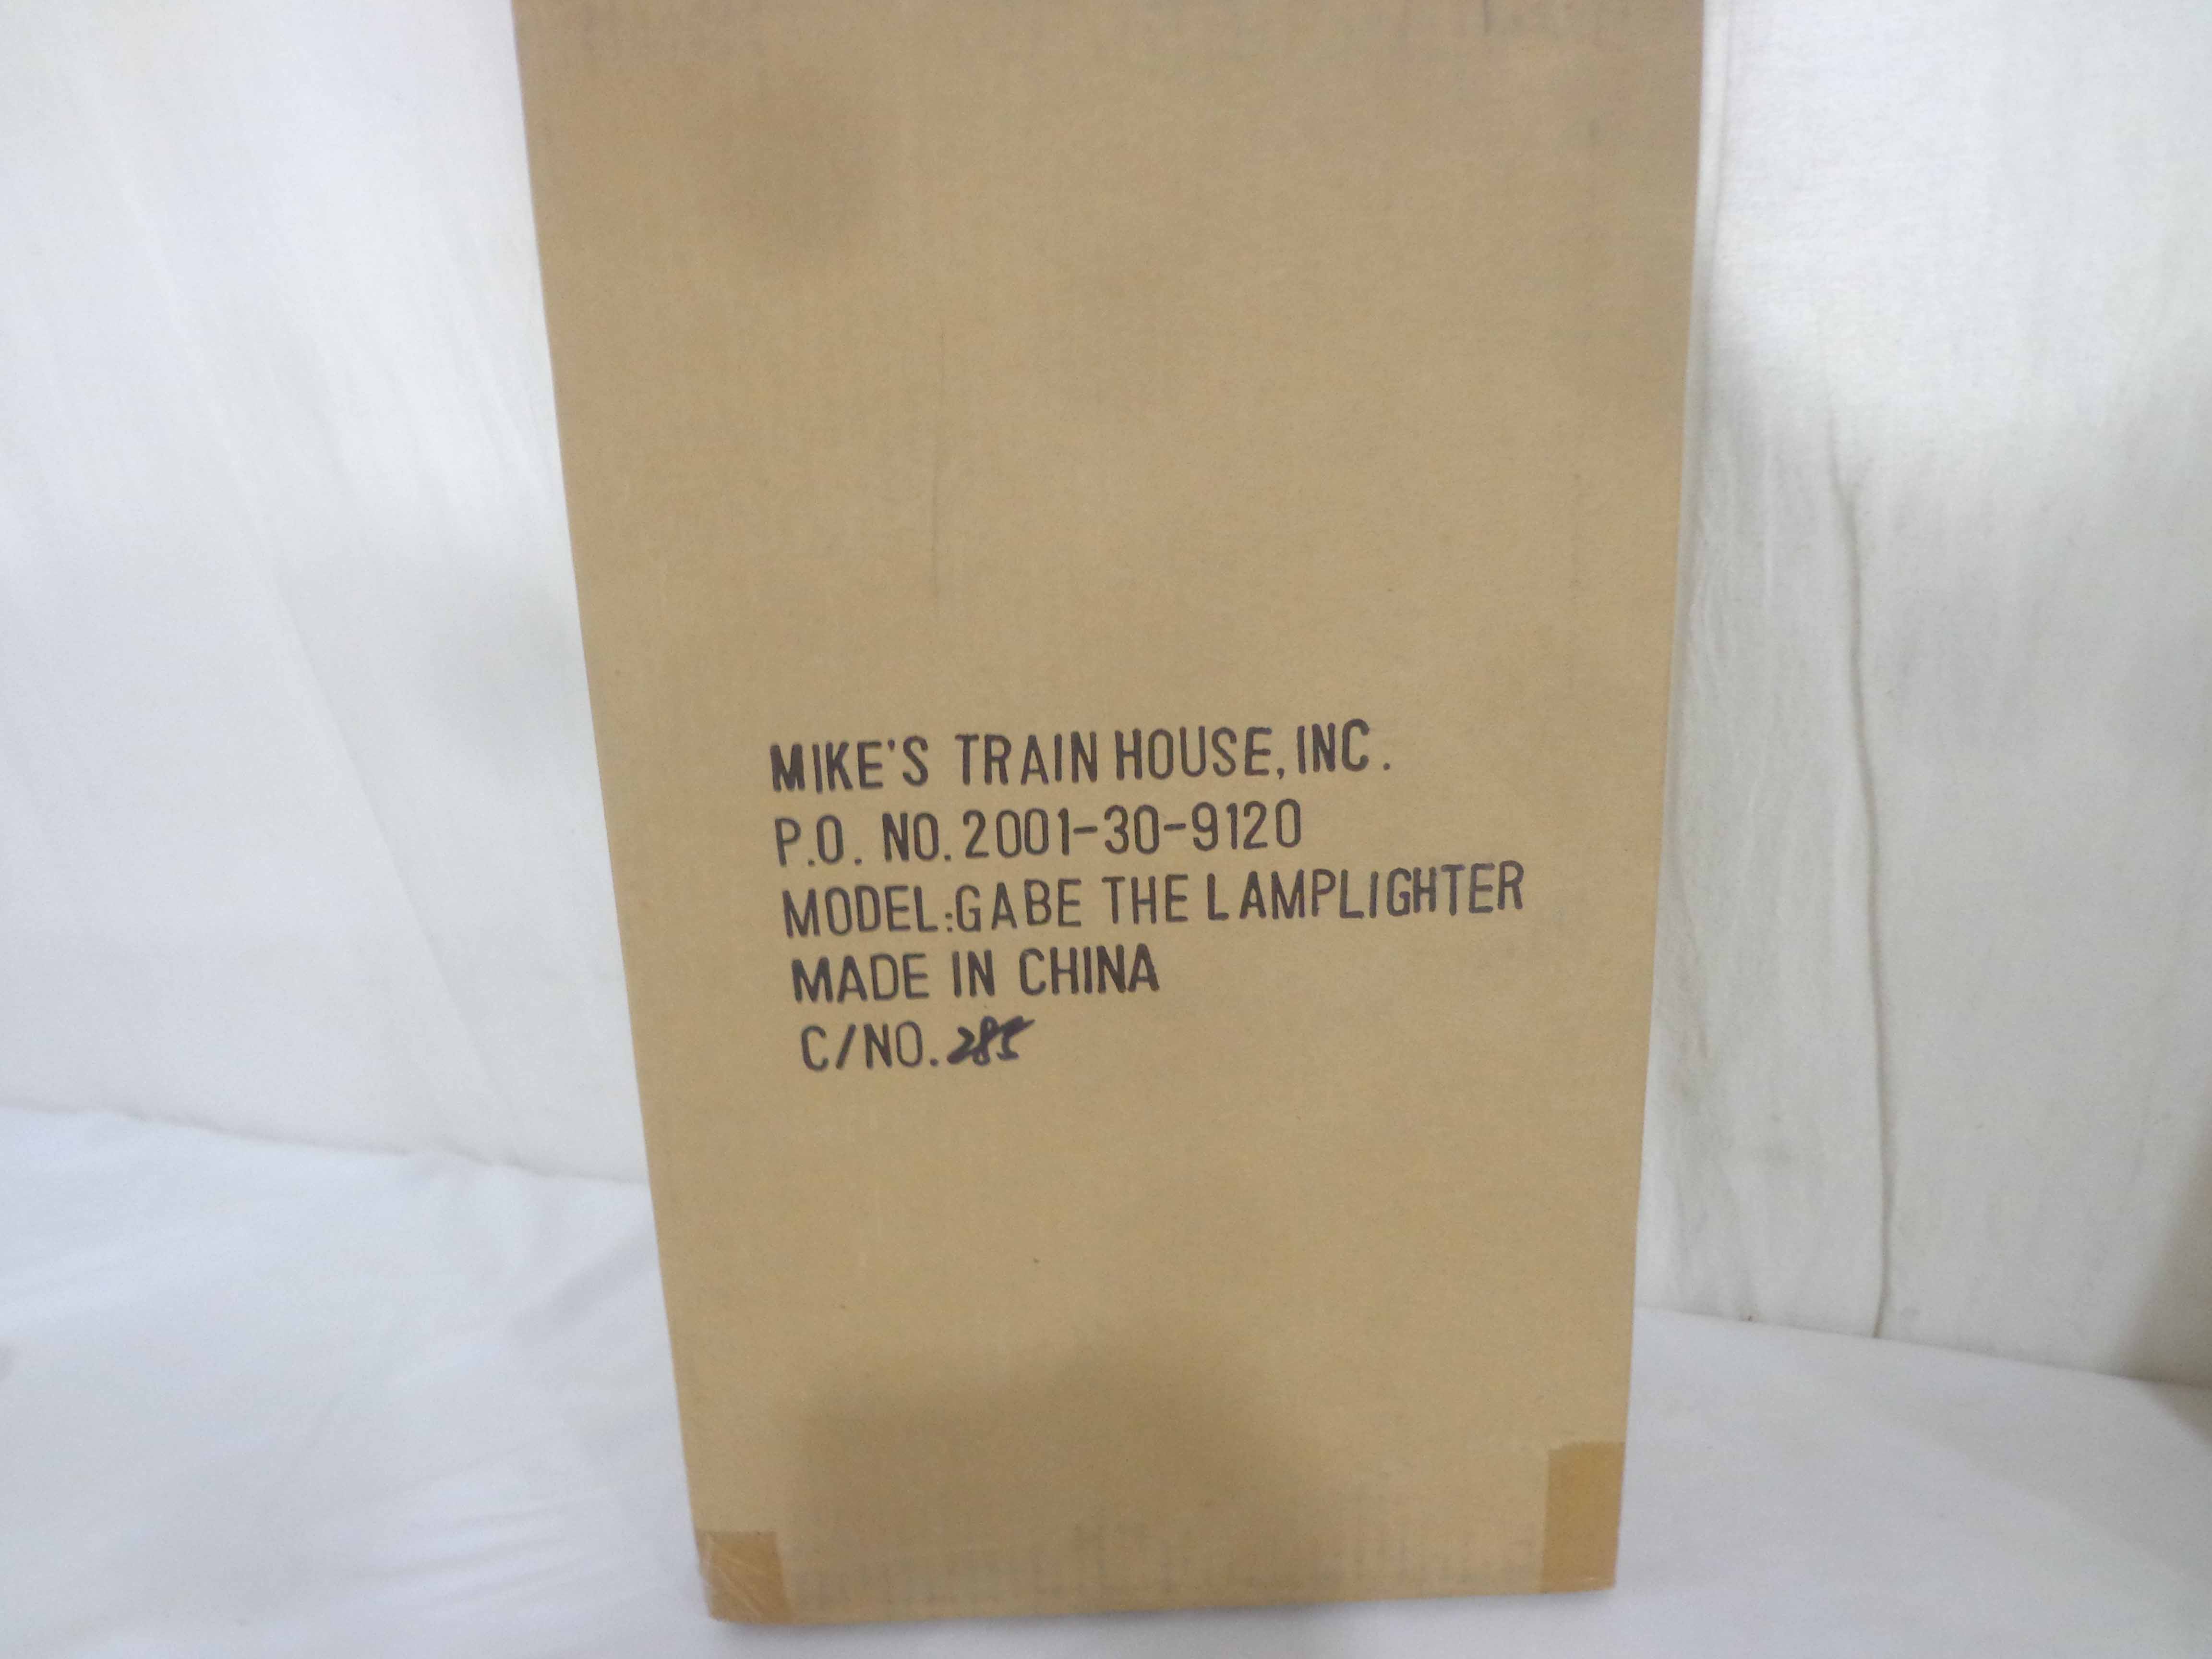 MIKE'S TRAIN HOUSE, INC.
P.O. NO. 2001-30-9120
MODEL:GABE THE LAMPLIGHTER
MADE IN CHINA
C/NO. 285